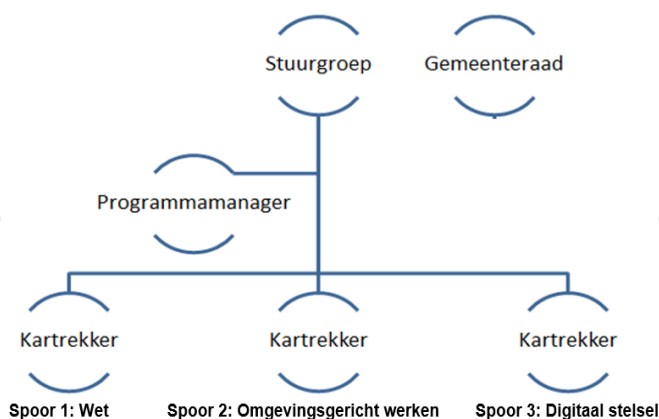 Stuurgroep Gemeenteraad
Programmamanager
Kartrekker Kartrekker Kartrekker
Spoor 1: Wet Spoor 2: Omgevingsgericht werken Spoor 3: Digitaal stelsel